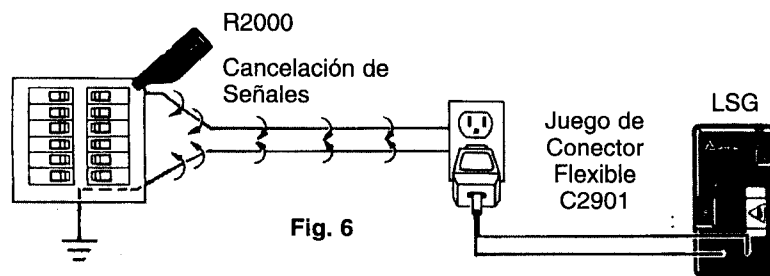 R2000
Cancelación de
Señales
LSG
Juego de
Conector
Flexible
C2901
Fig. 6